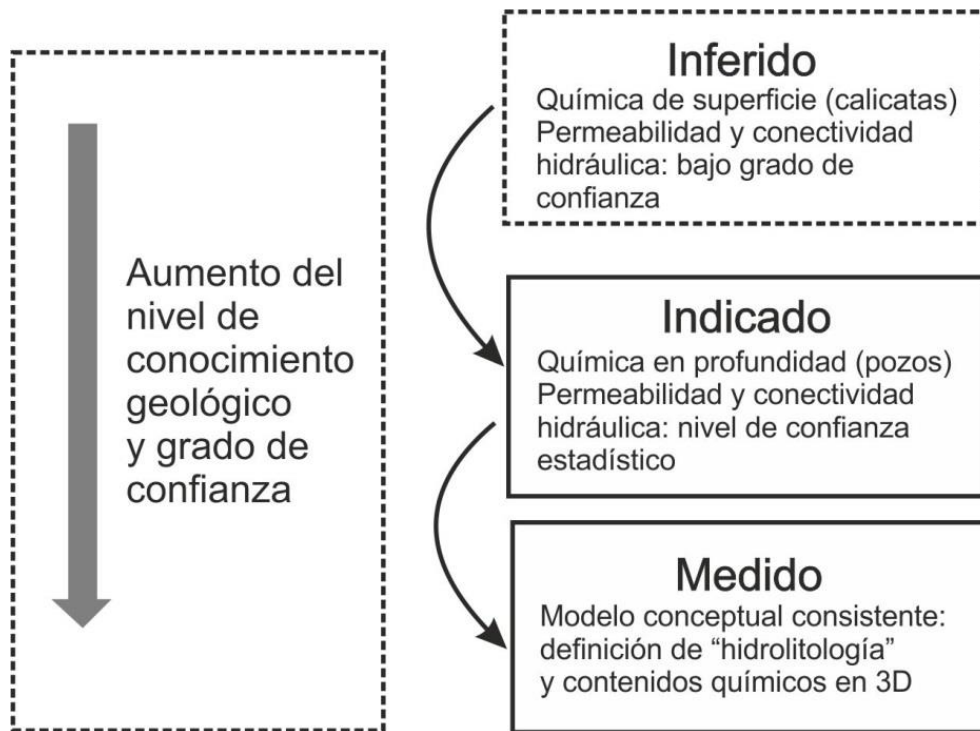 Aumento del
nivel de
conocimiento
geológico
y grado de
confianza
Inferido
Química de superficie (calicatas)
Permeabilidad y conectividad
hidráulica: bajo grado de
confianza
Indicado
Química en profundidad (pozos)
Permeabilidad y conectividad
hidráulica: nivel de confianza
estadístico
Medido
Modelo conceptual consistente:
definición de “hidrolitología”
y contenidos químicos en 3D